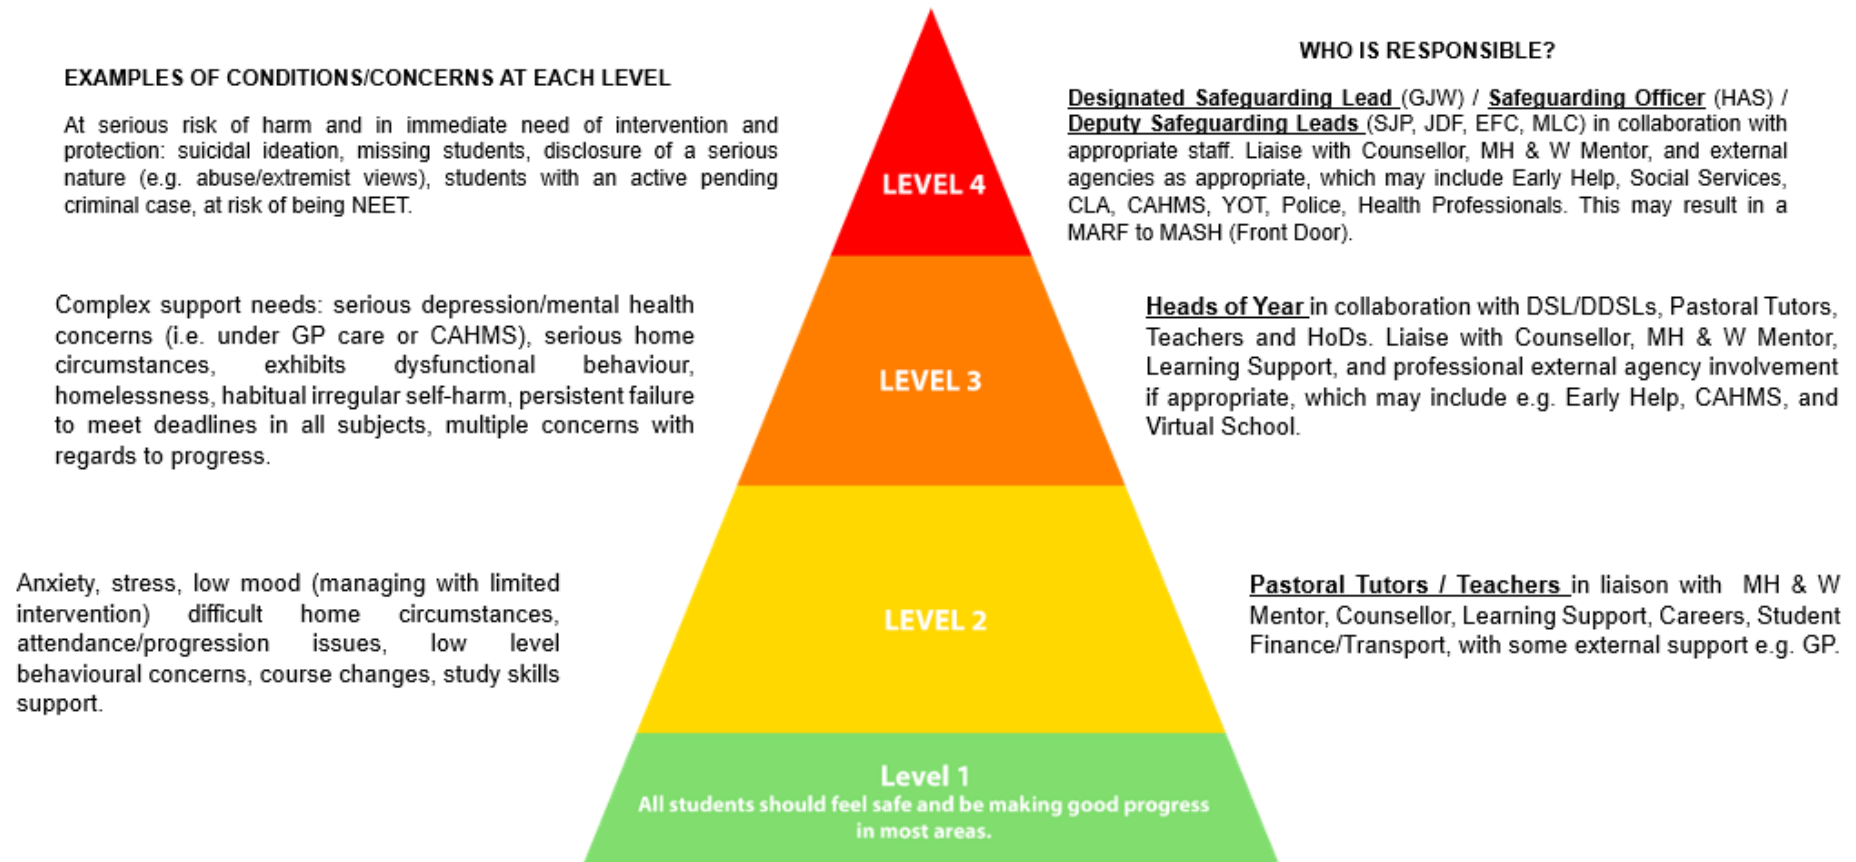 EXAMPLES OF CONDITIONS/CONCERNS AT EACH LEVEL
At serious risk of harm and in immediate need of intervention and
protection: suicidal ideation, missing students, disclosure of a serious
nature (e.g. abuse/extremist views), students with an active pending
criminal case, at risk of being NEET.
Complex support needs: serious depression/mental health
concerns (i.e. under GP care or CAHMS), serious home
circumstances, exhibits dysfunctional behaviour,
homelessness, habitual irregular self-harm, persistent failure
to meet deadlines in all subjects, multiple concerns with
regards to progress.
Anxiety, stress, low mood (managing with limited
intervention) difficult home circumstances,
attendance/progression issues, low level
behavioural concerns, course changes, study skills
support.
LEVEL 4
LEVEL 3
LEVEL 2
Level 1
All students should feel safe and be making good progress
in most areas.
WHO IS RESPONSIBLE?
Designated Safeguarding Lead (GJW) / Safeguarding Officer (HAS) /
Deputy Safeguarding Leads (SJP, JDF, EFC, MLC) in collaboration with
appropriate staff. Liaise with Counsellor, MH & W Mentor, and external
agencies as appropriate, which may include Early Help, Social Services,
CLA, CAHMS, YOT, Police, Health Professionals. This may result in a
MARF to MASH (Front Door).
Heads of Year in collaboration with DSL/DDSLs, Pastoral Tutors,
Teachers and HoDs. Liaise with Counsellor, MH & W Mentor,
Learning Support, and professional external agency involvement
if appropriate, which may include e.g. Early Help, CAHMS, and
Virtual School.
Pastoral Tutors / Teachers in liaison with MH & W
Mentor, Counsellor, Learning Support, Careers, Student
Finance/Transport, with some external support e.g. GP.